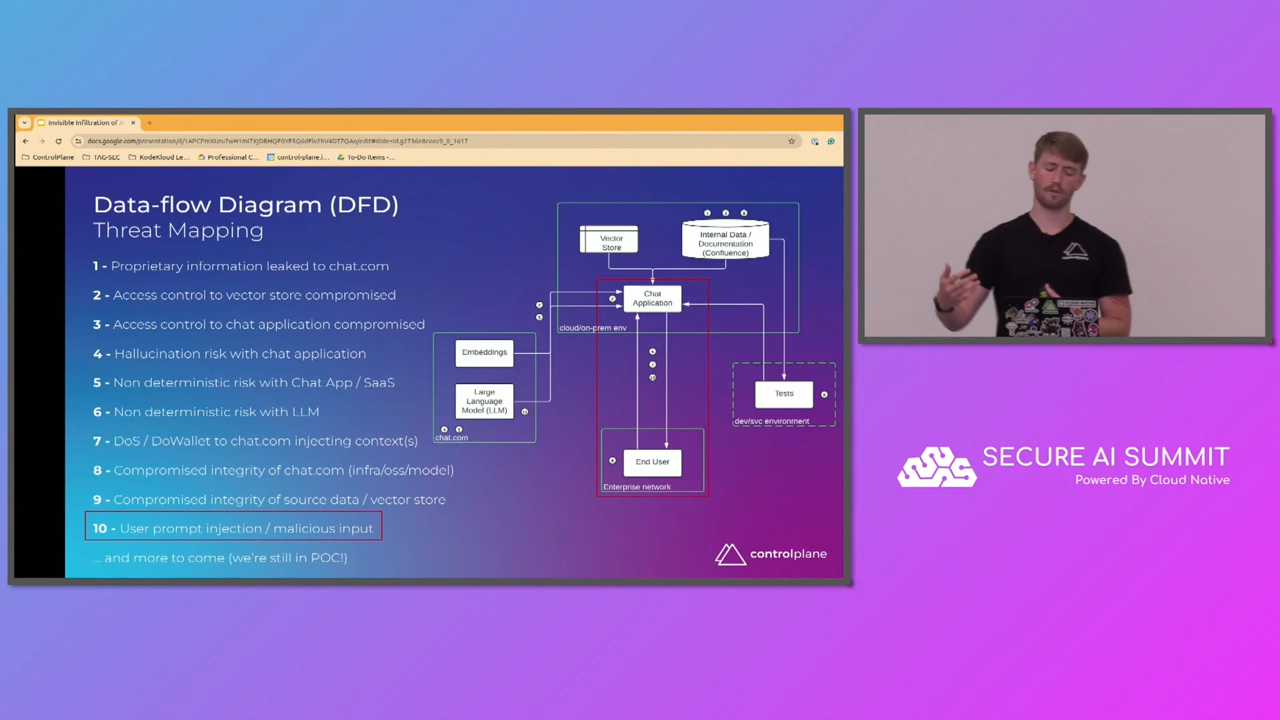 Invisible Infiltration of A
ControlPlane
TAG-SEC
KodeKloud Le...
Professional C...
control-plane.i...
To-Do Items -...
Data-flow Diagram (DFD)
Threat Mapping
1 - Proprietary information leaked to chat.com
2 - Access control to vector store compromised
3 - Access control to chat application compromised
4 - Hallucination risk with chat application
5 - Non deterministic risk with Chat App / SaaS
6 - Non deterministic risk with LLM
7 - DoS / DoWallet to chat.com injecting context(s)
8 - Compromised integrity of chat.com (infra/oss/model)
9 - Compromised integrity of source data / vector store
10 - User prompt injection / malicious input
... and more to come (we're still in POC!)
Vector
Store
Internal Data /
Documentation
(Confluence)
Chat
Application
cloud/on-prem env
Embeddings
Large
Language
Model (LLM)
chat.com
Tests
dev/svc environment
End User
Enterprise network
controlplane
SECURE AI SUMMIT
Powered By Cloud Native